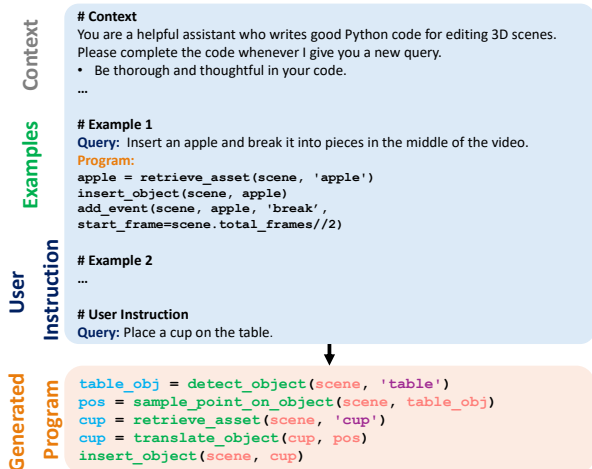 Context
# Context
You are a helpful assistant who writes good Python code for editing 3D scenes.
Please complete the code whenever I give you a new query.
• Be thorough and thoughtful in your code.
…
Examples
# Example 1
Query: Insert an apple and break it into pieces in the middle of the video.
Program:
apple = retrieve_asset(scene, 'apple')
insert_object(scene, apple)
add_event(scene, apple, 'break’,
start_frame=scene.total_frames//2)
# Example 2
…
User
Instruction
# User Instruction
Query: Place a cup on the table.
Generated
Program
table_obj = detect_object(scene, 'table')
pos = sample_point_on_object(scene, table_obj)
cup = retrieve_asset(scene, 'cup')
cup = translate_object(cup, pos)
insert_object(scene, cup)